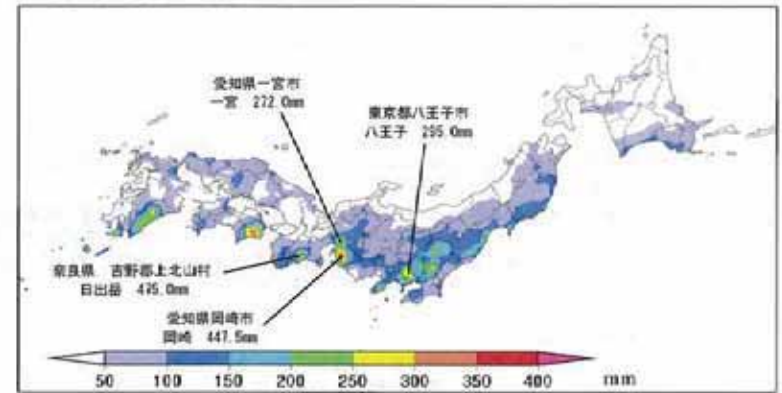 愛知県一宮市
一宮 272.0mm
東京都八王子市
八王子 295.0mm
奈良県 吉野郡上北山村
日出岳 475.0mm
愛知県岡崎市
岡崎 447.5mm
50 100 150 200 250 300 350 400 mm